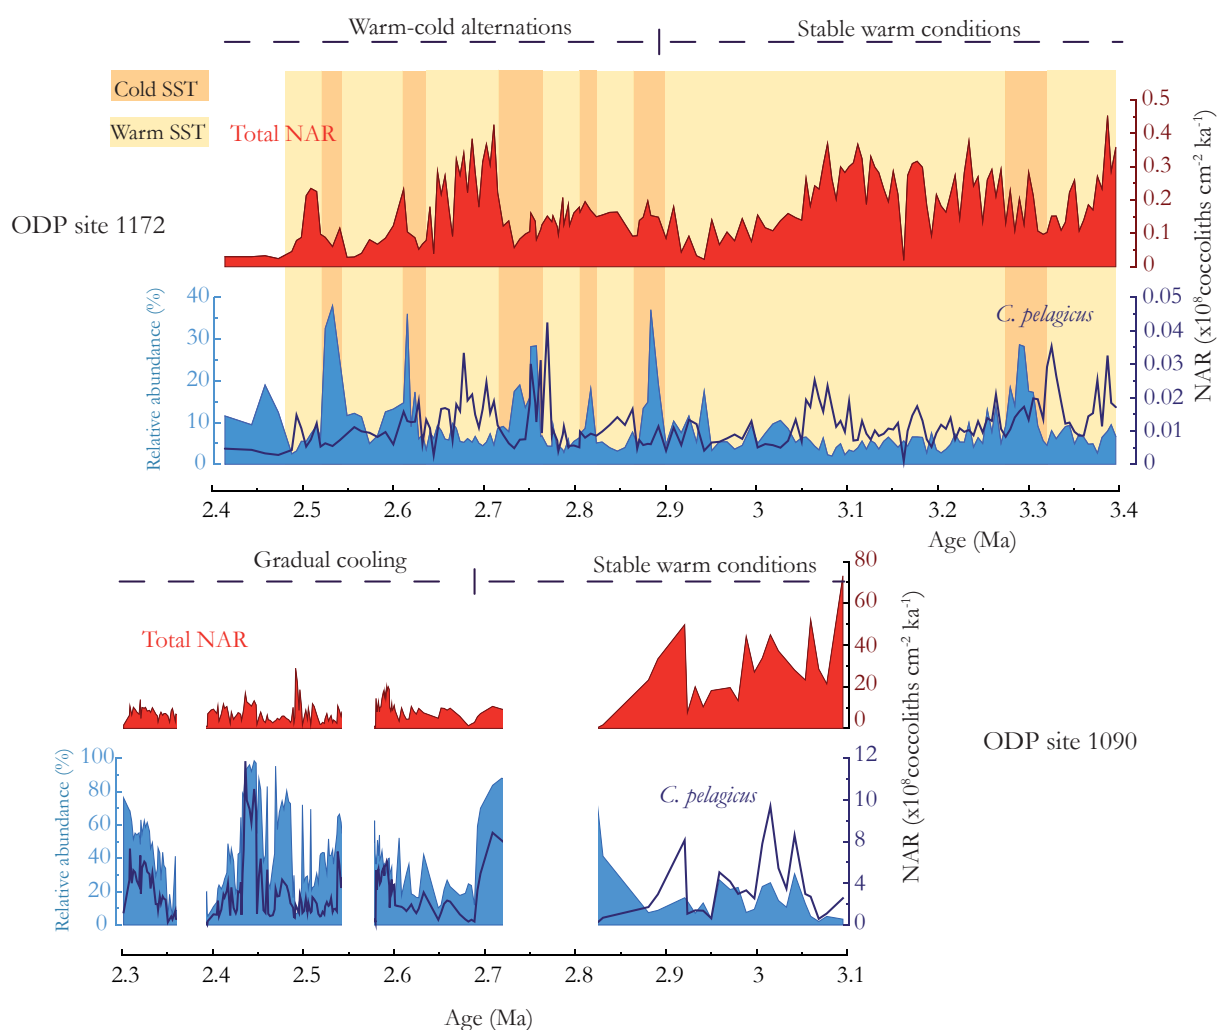 Warm-cold alternations
Stable warm conditions
Cold SST
Warm SST
Total NAR
ODP site 1172
0.5
0.4
0.3
0.2
0.1
0
NAR (x10⁸coccoliths cm⁻² ka⁻¹)
Relative abundance (%)
40
30
20
10
0
C. pelagicus
0.05
0.04
0.03
0.02
0.01
0
2.4 2.5 2.6 2.7 2.8 2.9 3 3.1 3.2 3.3 3.4
Age (Ma)
Gradual cooling
Stable warm conditions
Total NAR
80
60
40
20
0
NAR (x10⁸coccoliths cm⁻² ka⁻¹)
ODP site 1090
Relative abundance (%)
100
80
60
40
20
0
C. pelagicus
12
10
8
4
0
2.3 2.4 2.5 2.6 2.7 2.8 2.9 3 3.1
Age (Ma)